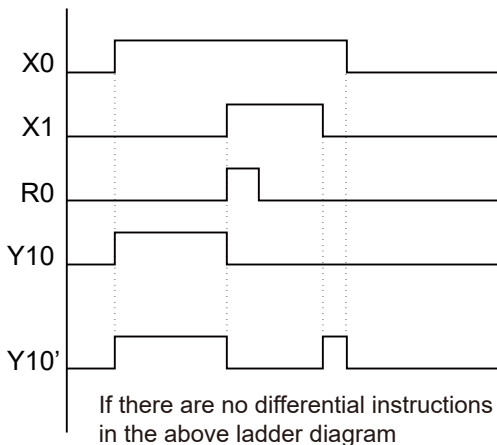 X0
X1
R0
Y10
Y10’
If there are no differential instructions
in the above ladder diagram